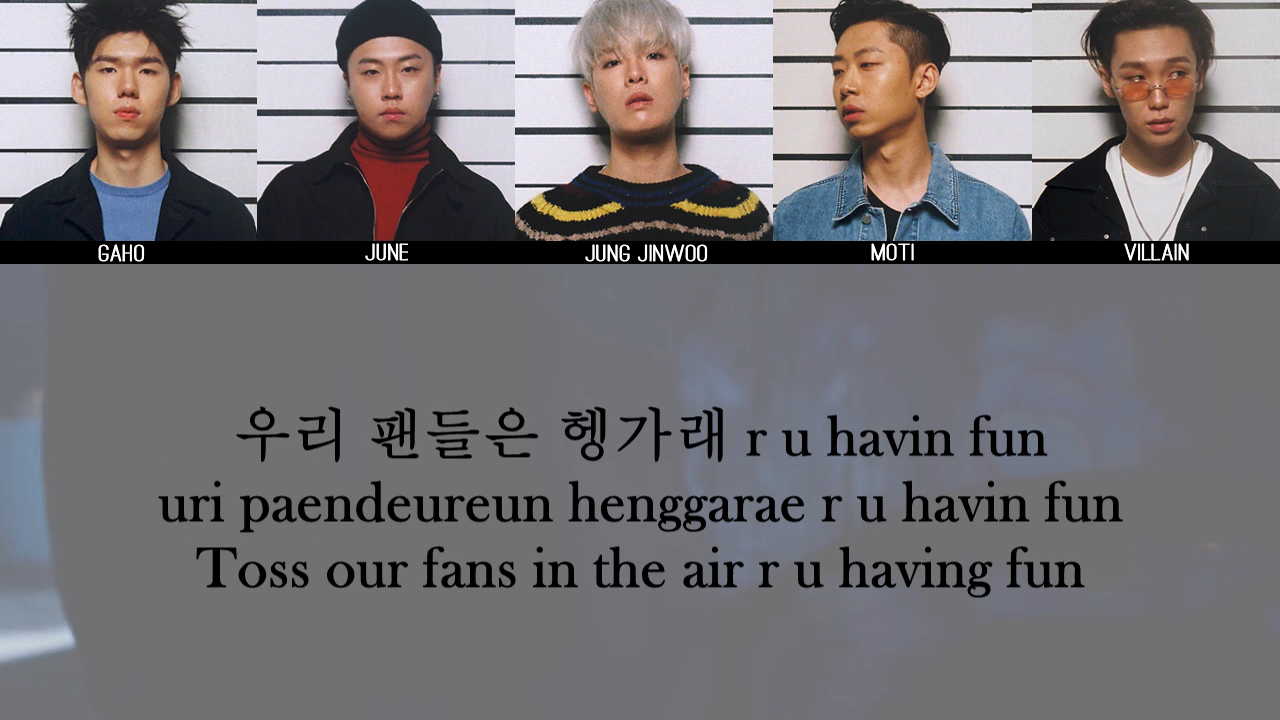 GAHO JUNE JUNG JINWOO MOTI VILLAIN
우리 팬들은 헹가래 r u havin fun
uri paendeureun henggarae r u havin fun
Toss our fans in the air r u having fun